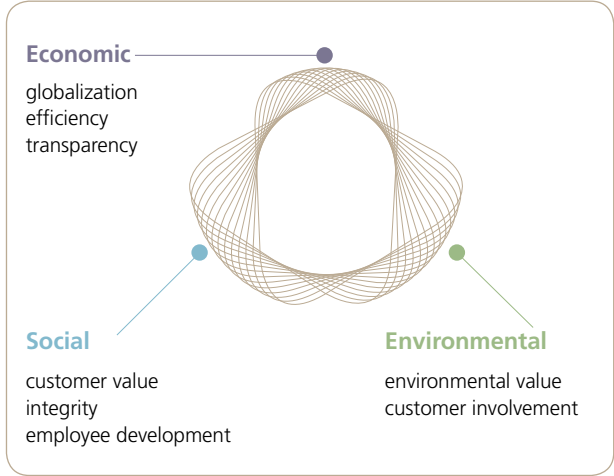 Economic
globalization
efficiency
transparency
Social
customer value
integrity
employee development
Environmental
environmental value
customer involvement